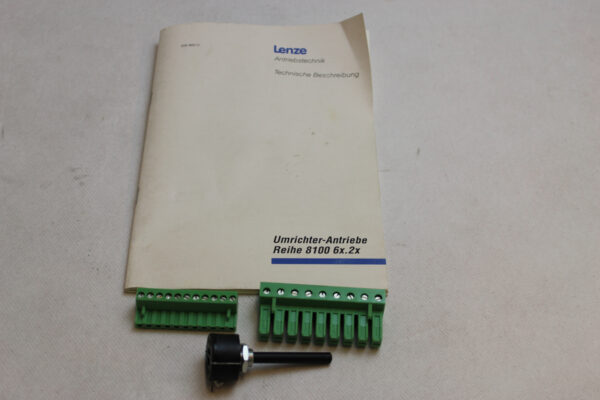 Lenze
Antriebstechnik
Technische Beschreibung
Umrichter-Antriebe
Reihe 8100 6x.2x